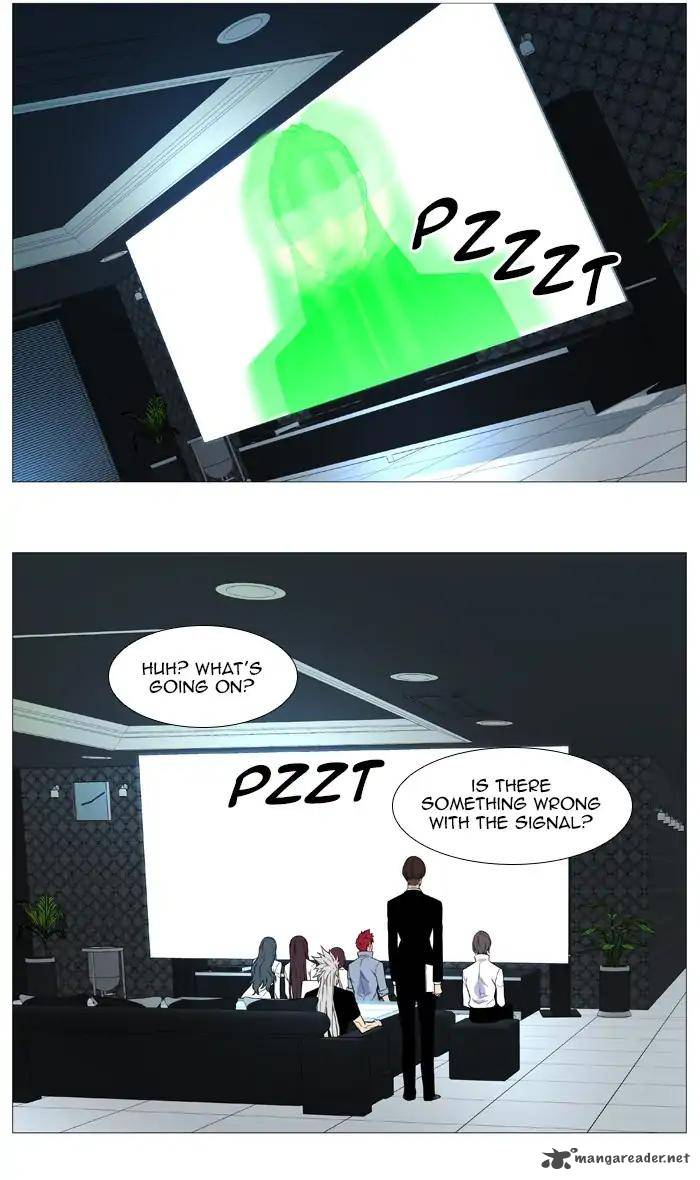 PZZZT
HUH? WHAT'S
GOING ON?
PZZT
IS THERE
SOMETHING WRONG
WITH THE SIGNAL?
mangareader.net